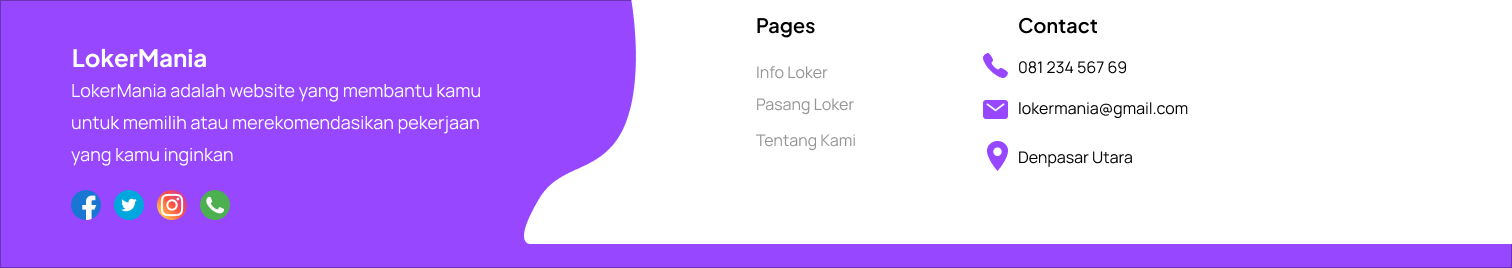 LokerMania
LokerMania adalah website yang membantu kamu
untuk memilih atau merekomendasikan pekerjaan
yang kamu inginkan
Pages
Info Loker
Pasang Loker
Tentang Kami
Contact
081 234 567 69
lokermania@gmail.com
Denpasar Utara